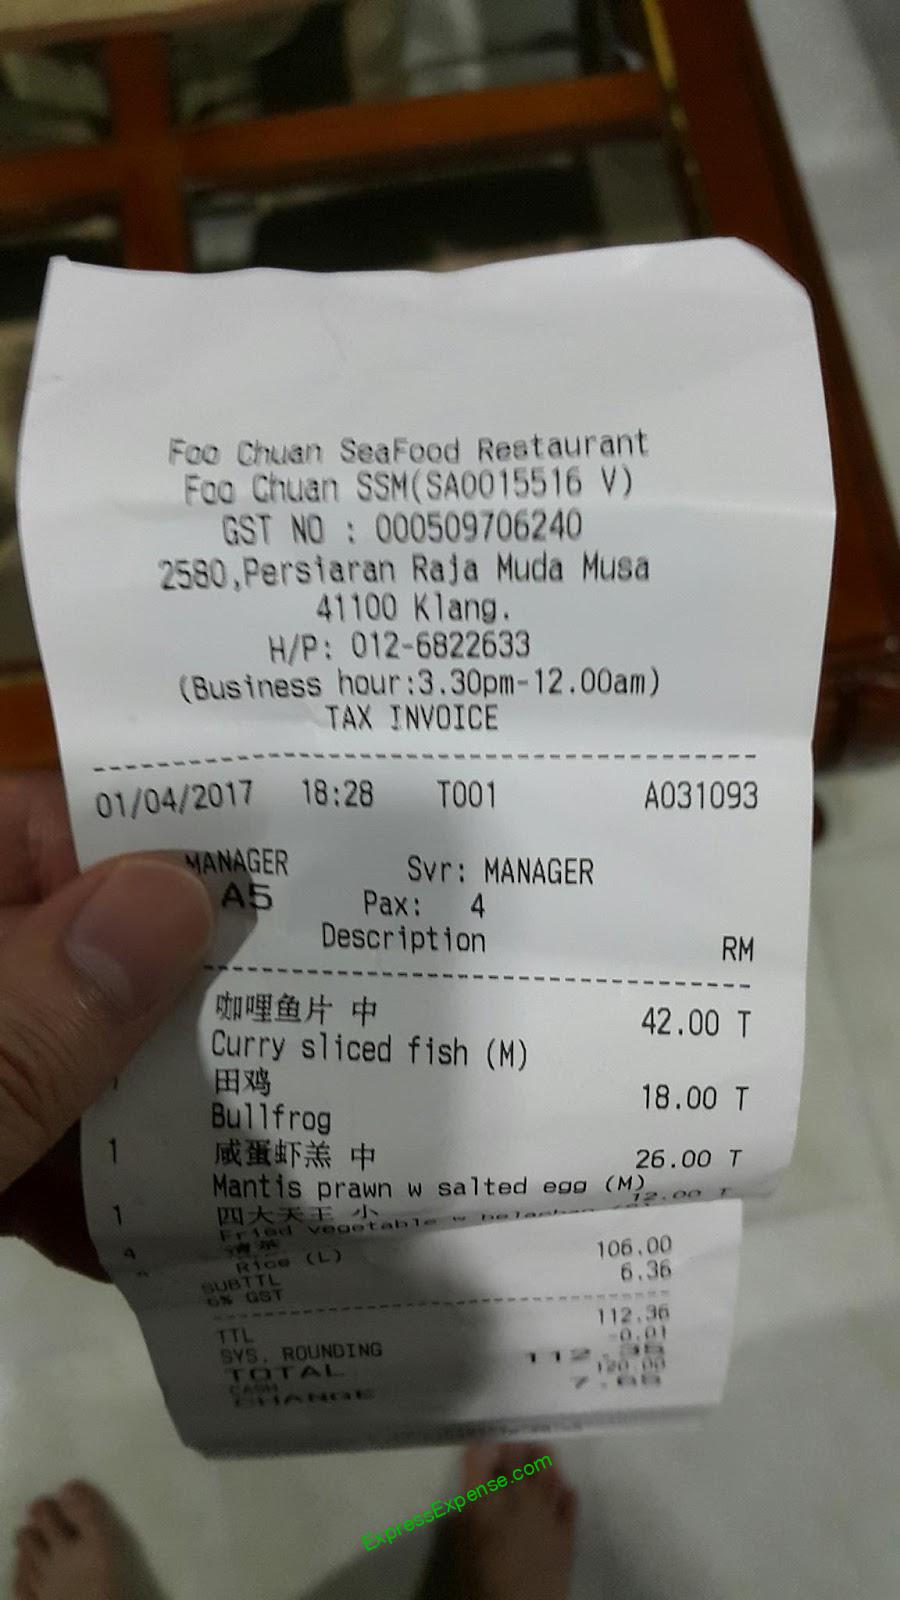 Foo Chuan SeaFood Restaurant
Foo Chuan SSM(SA0015516 V)
GST NO : 000509706240
2580,Persiaran Raja Muda Musa
41100 Klang.
H/P: 012-6822633
(Business hour:3.30pm-12.00am)
TAX INVOICE
01/04/2017 18:28 T001 A031093
MANAGER Svr: MANAGER
A5 Pax: 4
Description RM
咖哩鱼片 中 42.00 T
Curry sliced fish (M)
1 田鸡 18.00 T
Bullfrog
1 咸蛋虾羔 中 26.00 T
Mantis prawn w salted egg (M)
1 四大天王 小 12.00 T
Fried vegetable w belachan
4
Rice (L)
SUBTTL 106.00
6% GST 6.36
TTL 112.36
SYS. ROUNDING -0.01
TOTAL 112.35
CASH 120.00
CHANGE 7.65
ExpressExpense.com